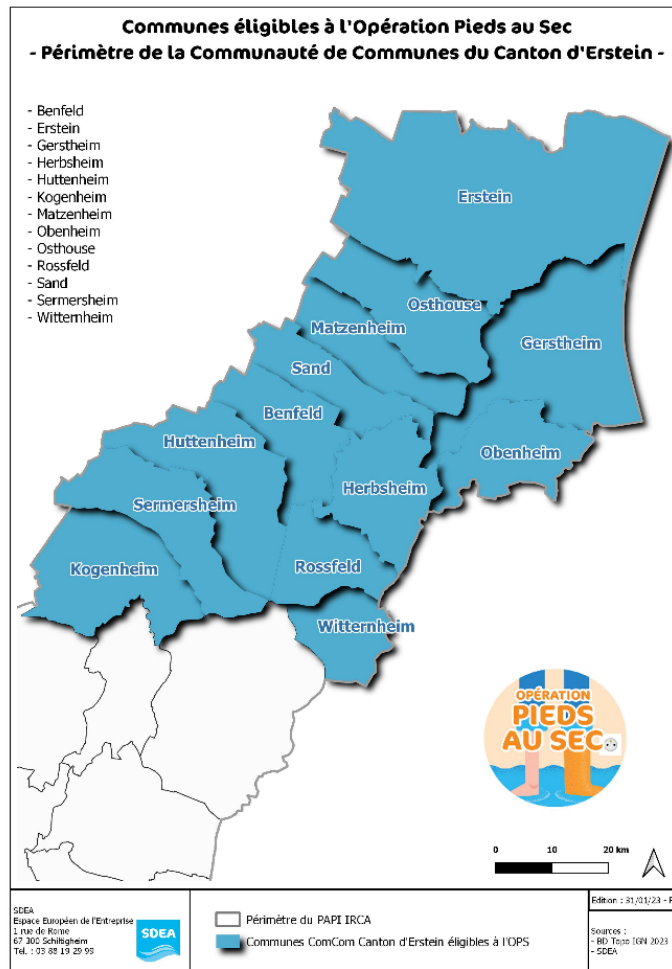 Communes éligibles à l'Opération Pieds au Sec
- Périmètre de la Communauté de Communes du Canton d'Erstein -
- Benfeld
- Erstein
- Gerstheim
- Herbsheim
- Huttenheim
- Kogenheim
- Matzenheim
- Obenheim
- Osthouse
- Rossfeld
- Sand
- Sermersheim
- Witternheim
Erstein
Osthouse
Matzenheim
Gerstheim
Sand
Benfeld
Huttenheim
Obenheim
Herbsheim
Sermersheim
Kogenheim
Rossfeld
Witternheim
OPÉRATION
PIEDS
AU SEC
0 10 20 km
SDEA
Espace Européen de l'Entreprise
1 rue de Rome
67 300 Schiltigheim
Tel. : 03 88 19 29 99
SDEA
Périmètre du PAPI IRCA
Communes ComCom Canton d'Erstein éligibles à l'OPS
Edition : 31/01/23 - F
Sources :
- BD Topo IGN 2023
- SDEA